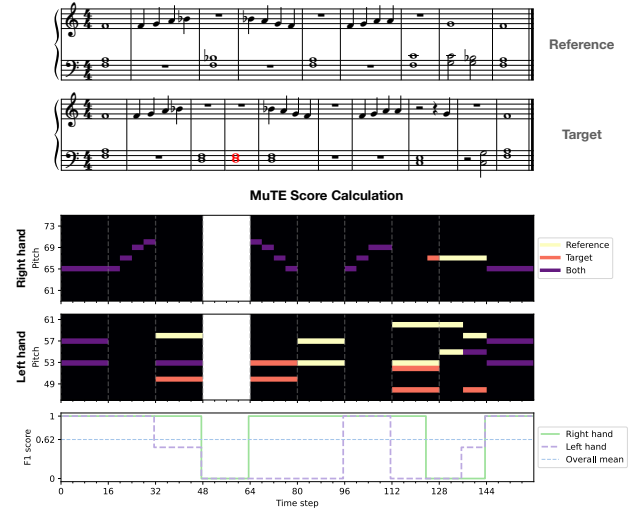 Reference
Target
MuTE Score Calculation
Right hand
Pitch
73
69
65
61
Reference
Target
Both
Left hand
Pitch
61
57
53
49
F1 score
1
0.62
0
Right hand
Left hand
Overall mean
0 16 32 48 64 80 96 112 128 144
Time step